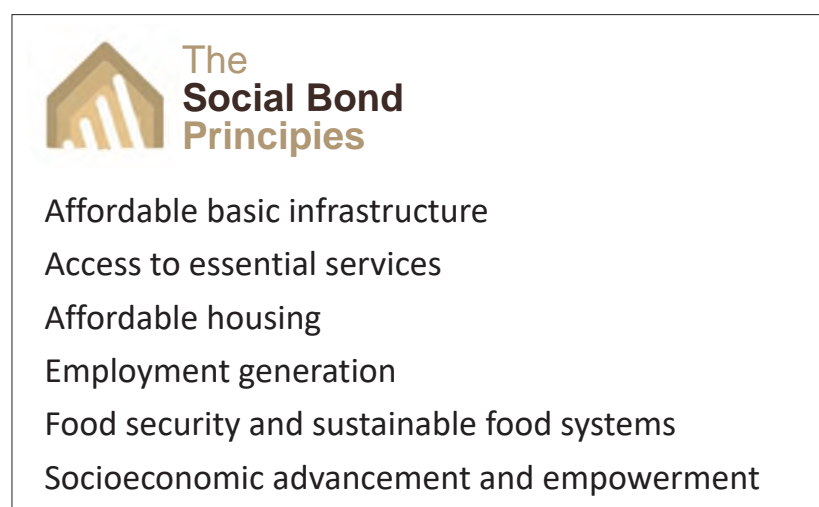 The
Social Bond
Principies
Affordable basic infrastructure
Access to essential services
Affordable housing
Employment generation
Food security and sustainable food systems
Socioeconomic advancement and empowerment